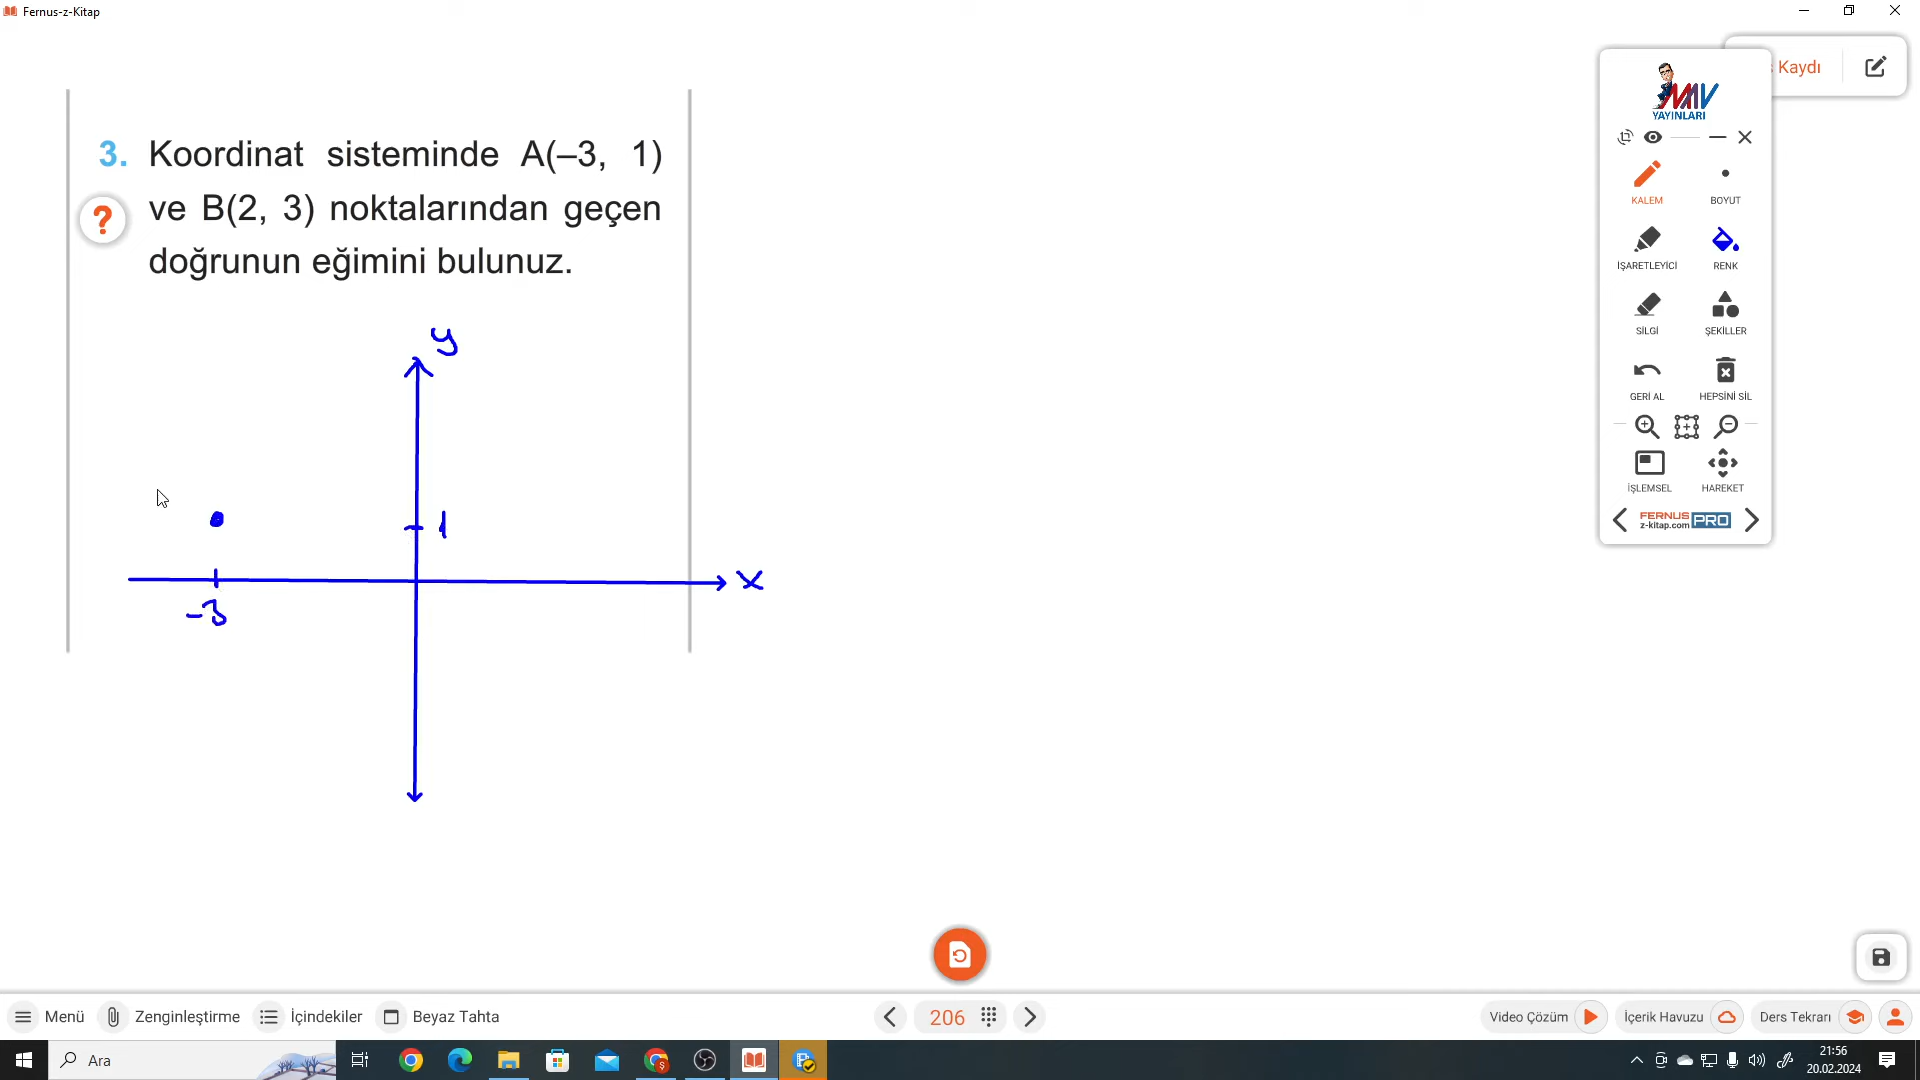 Fernus-z-Kitap
s Kaydı
MAV
YAYINLARI
3. Koordinat sisteminde A(–3, 1)
ve B(2, 3) noktalarından geçen
doğrunun eğimini bulunuz.
?
y
1
x
-3
KALEM
BOYUT
İŞARETLEYİCİ
RENK
SİLGİ
ŞEKİLLER
GERİ AL
HEPSİNİ SİL
İŞLEMSEL
HAREKET
FERNUS
z-kitap.com PRO
Menü
Zenginleştirme
İçindekiler
Beyaz Tahta
206
Video Çözüm
İçerik Havuzu
Ders Tekrarı
Ara
21:56
20.02.2024